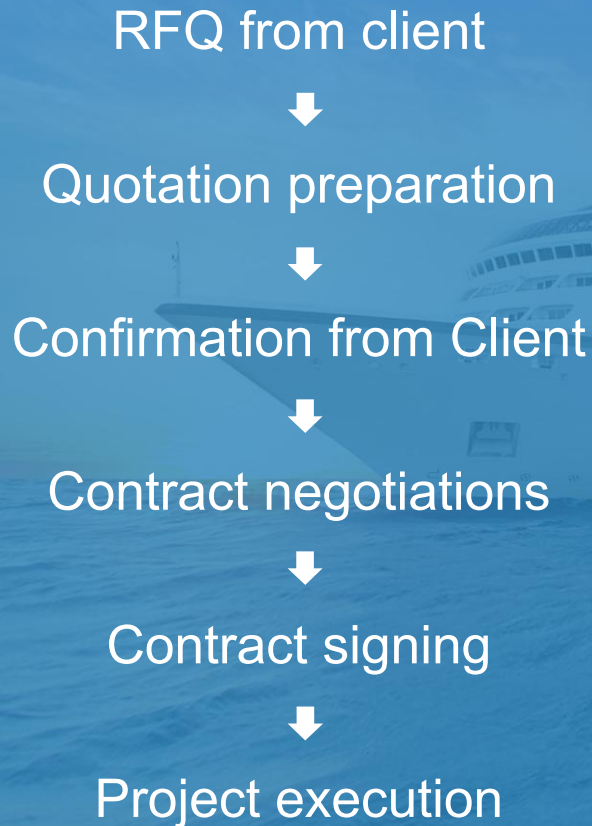 RFQ from client
Quotation preparation
Confirmation from Client
Contract negotiations
Contract signing
Project execution